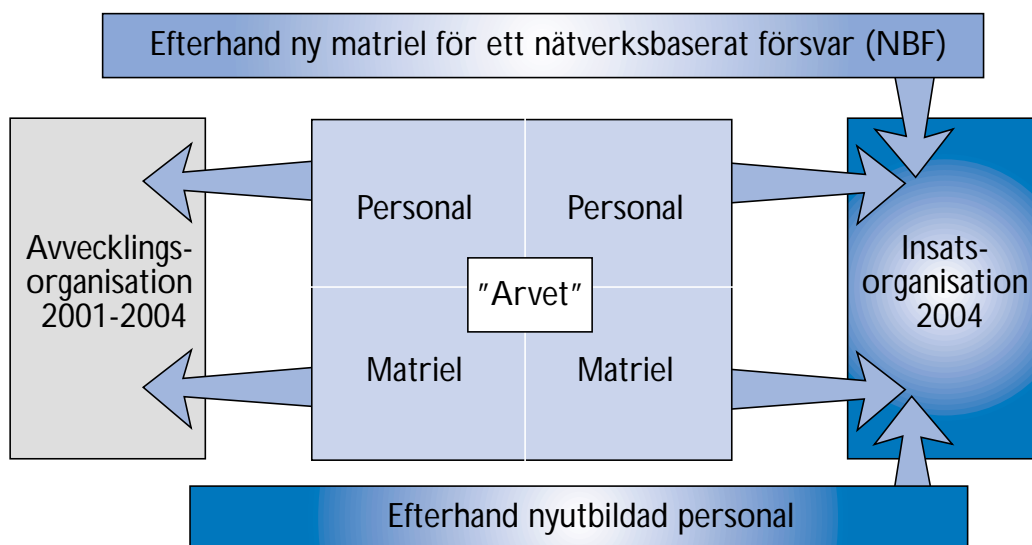 Efterhand ny matriel för ett nätverksbaserat försvar (NBF)
Avvecklings-
organisation
2001-2004
Personal
Personal
"Arvet"
Matriel
Matriel
Insats-
organisation
2004
Efterhand nyutbildad personal